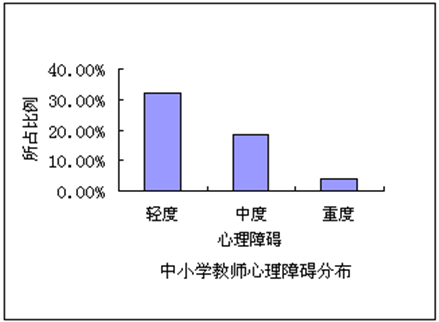 所占比例
40.00%
30.00%
20.00%
10.00%
0.00%
轻度 中度 重度
心理障碍
中小学教师心理障碍分布